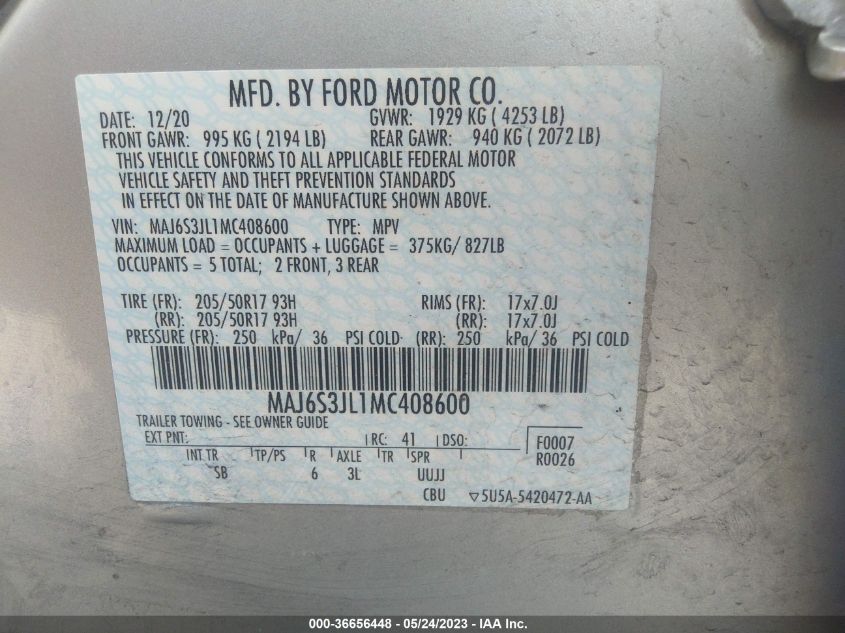 MFD. BY FORD MOTOR CO.
DATE: 12/20 GVWR: 1929 KG ( 4253 LB)
FRONT GAWR: 995 KG ( 2194 LB) REAR GAWR: 940 KG ( 2072 LB)
THIS VEHICLE CONFORMS TO ALL APPLICABLE FEDERAL MOTOR
VEHICLE SAFETY AND THEFT PREVENTION STANDARDS
IN EFFECT ON THE DATE OF MANUFACTURE SHOWN ABOVE.
VIN: MAJ6S3JL1MC408600 TYPE: MPV
MAXIMUM LOAD = OCCUPANTS + LUGGAGE = 375KG/ 827LB
OCCUPANTS = 5 TOTAL; 2 FRONT, 3 REAR
TIRE (FR): 205/50R17 93H RIMS (FR): 17x7.0J
(RR): 205/50R17 93H (RR): 17x7.0J
PRESSURE (FR): 250 kPa/ 36 PSI COLD (RR): 250 kPa/ 36 PSI COLD
MAJ6S3JL1MC408600
TRAILER TOWING - SEE OWNER GUIDE
EXT PNT: RC: 41 DSO: F0007
R0026
INT TR TP/PS R AXLE TR SPR
SB 6 3L UUJJ
CBU ▽5U5A-5420472-AA
000-36656448 - 05/24/2023 - IAA Inc.